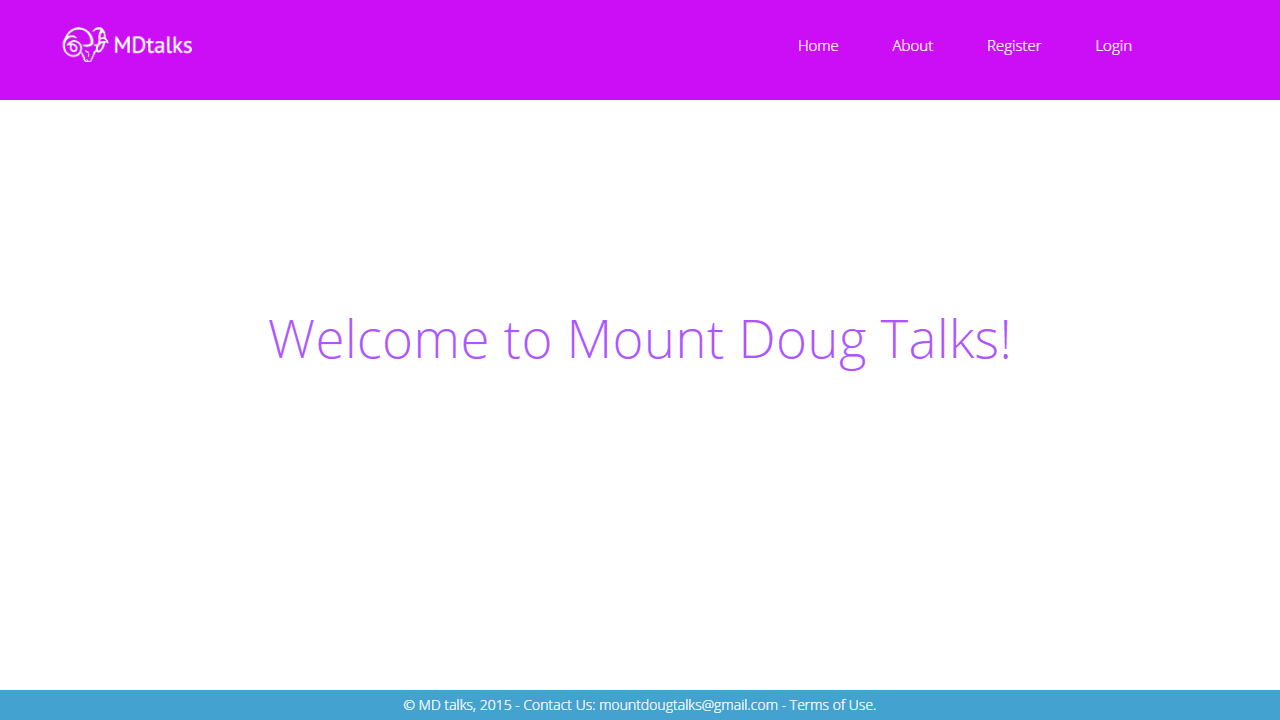 MDtalks
Home About Register Login
Welcome to Mount Doug Talks!
© MD talks, 2015 - Contact Us: mountdougtalks@gmail.com - Terms of Use.